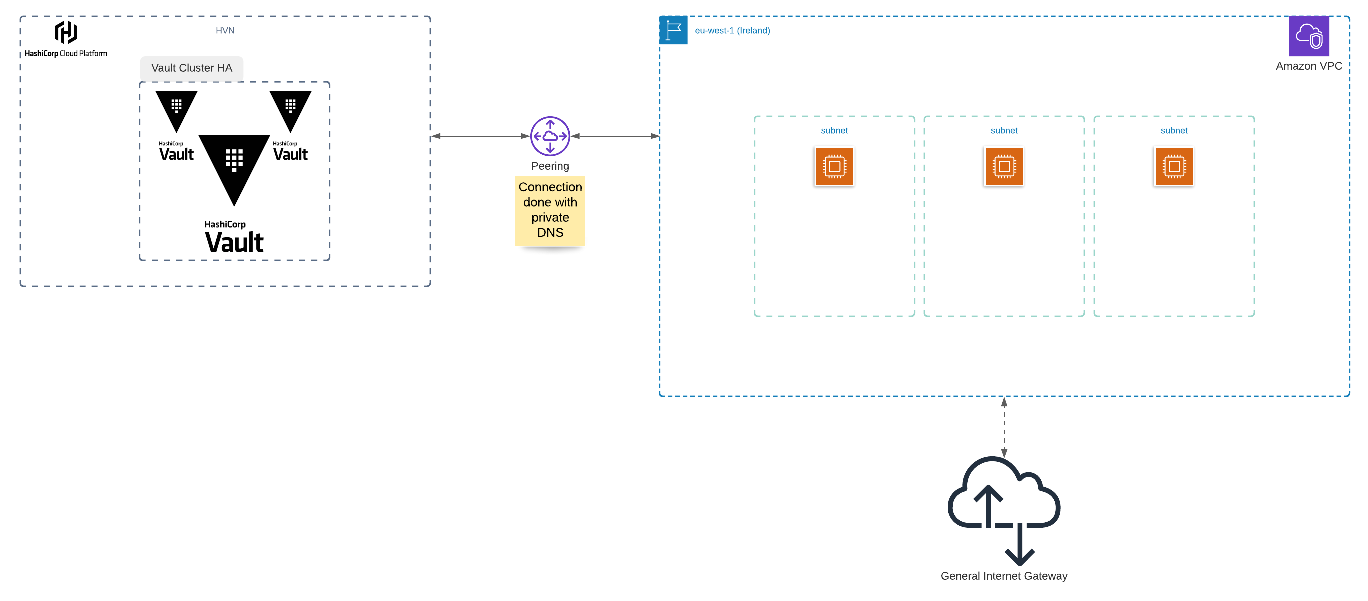 HashiCorp Cloud Platform
HVN
Vault Cluster HA
HashiCorp
Vault
HashiCorp
Vault
HashiCorp
Vault
Peering
Connection
done with
private
DNS
eu-west-1 (Ireland)
Amazon VPC
subnet
subnet
subnet
General Internet Gateway